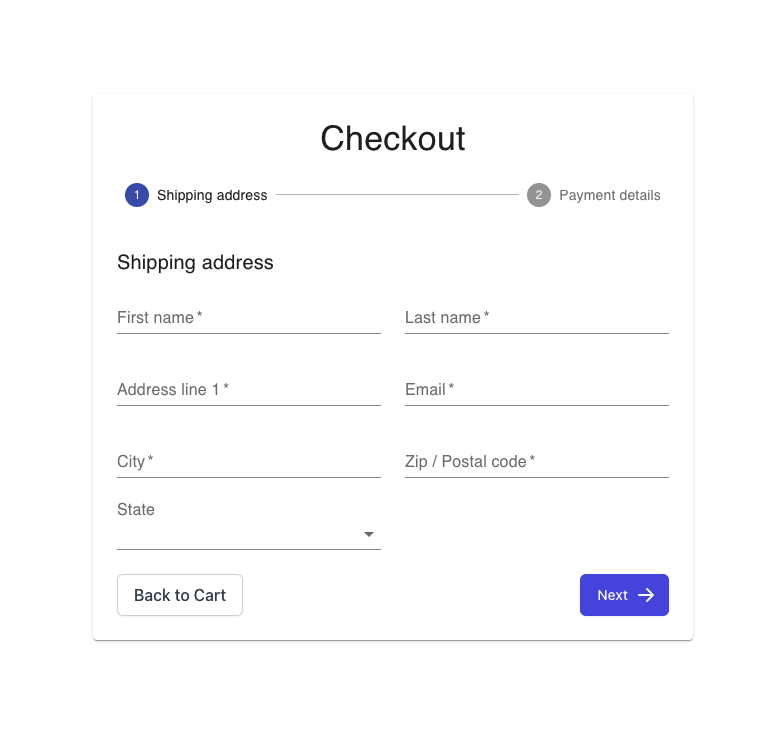 Checkout
1 Shipping address 2 Payment details
Shipping address
First name * Last name *
Address line 1 * Email *
City * Zip / Postal code *
State
Back to Cart Next